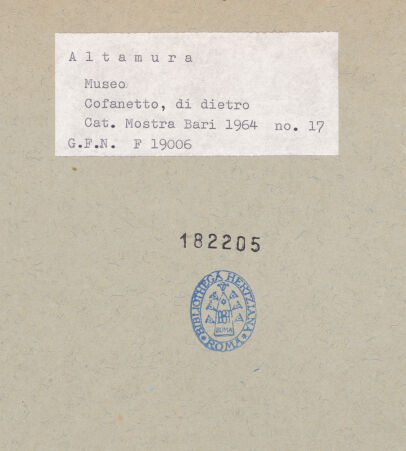 Altamura
Museo
Cofanetto, di dietro
Cat. Mostra Bari 1964 no. 17
G.F.N. F 19006
182205
BIBLIOTHECA HERTZIANA
ROMA